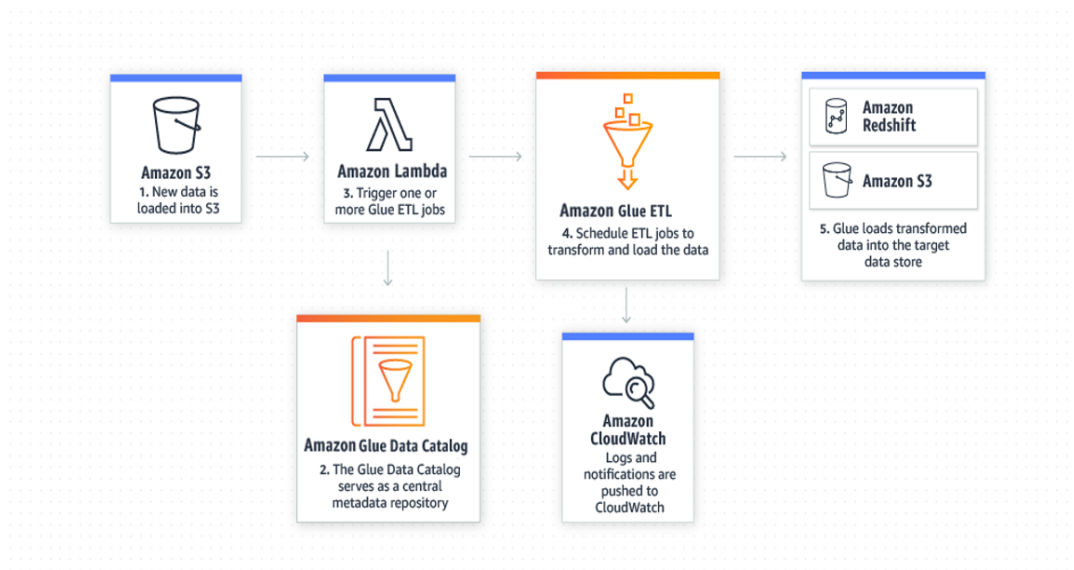 Amazon S3
1. New data is
loaded into S3
Amazon Lambda
3. Trigger one or
more Glue ETL jobs
Amazon Glue ETL
4. Schedule ETL jobs to
transform and load the data
Amazon
Redshift
Amazon S3
5. Glue loads transformed
data into the target
data store
Amazon Glue Data Catalog
2. The Glue Data Catalog
serves as a central
metadata repository
Amazon
CloudWatch
Logs and
notifications are
pushed to
CloudWatch